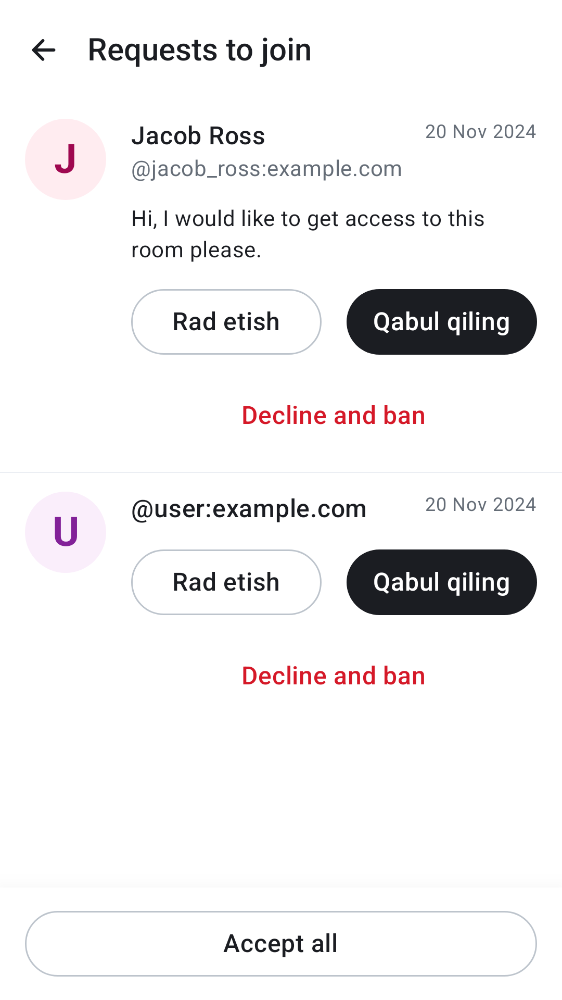 Requests to join
J
Jacob Ross
20 Nov 2024
@jacob_ross:example.com
Hi, I would like to get access to this
room please.
Rad etish
Qabul qiling
Decline and ban
U
@user:example.com
20 Nov 2024
Rad etish
Qabul qiling
Decline and ban
Accept all